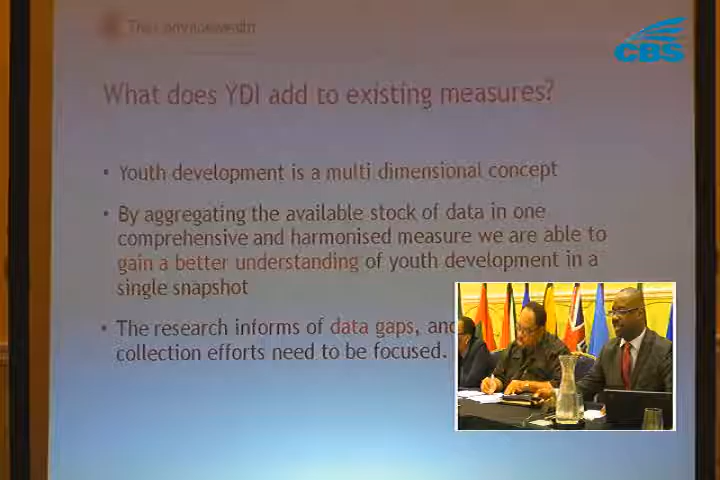 The Commonwealth
CBS
What does YDI add to existing measures?
• Youth development is a multi dimensional concept
• By aggregating the available stock of data in one
comprehensive and harmonised measure we are able to
gain a better understanding of youth development in a
single snapshot
• The research informs of data gaps, and
collection efforts need to be focused.